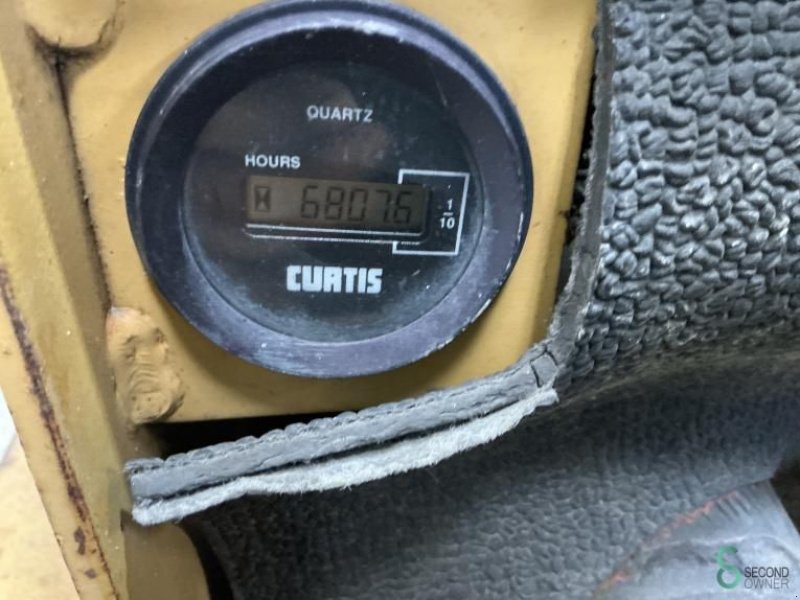 QUARTZ
HOURS
68076
1
10
CURTIS
SECOND
OWNER